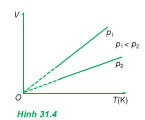 V
p₁
p₁ < p₂
p₂
O
T(K)
Hình 31.4